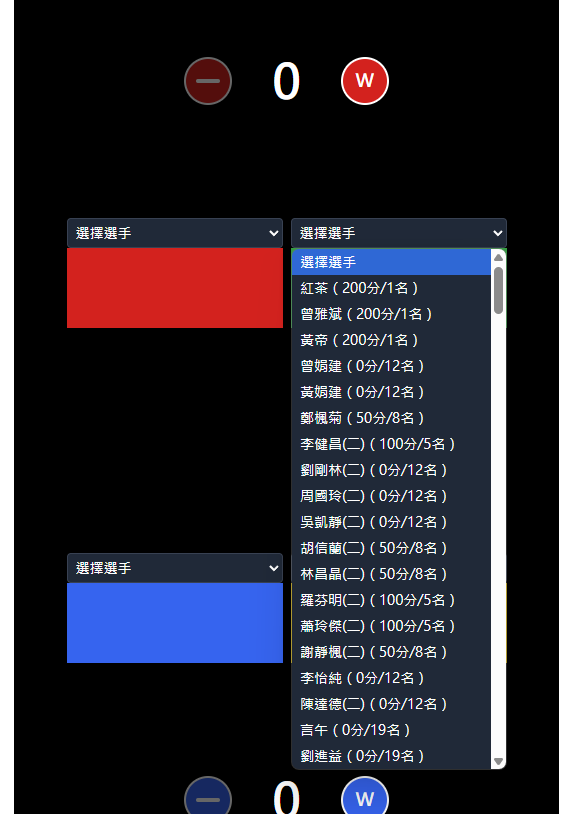 0 W
選擇選手 選擇選手
選擇選手
紅茶 ( 200分/1名 )
曾雅斌 ( 200分/1名 )
黃帝 ( 200分/1名 )
曾娟建 ( 0分/12名 )
黃娟建 ( 0分/12名 )
鄭楓菊 ( 50分/8名 )
李健昌(二) ( 100分/5名 )
劉剛林(二) ( 0分/12名 )
周國玲(二) ( 0分/12名 )
吳凱靜(二) ( 0分/12名 )
胡信蘭(二) ( 50分/8名 )
選擇選手
林昌晶(二) ( 50分/8名 )
羅芬明(二) ( 100分/5名 )
蕭玲傑(二) ( 100分/5名 )
謝靜楓(二) ( 50分/8名 )
李怡純 ( 0分/12名 )
陳達德(二) ( 0分/12名 )
言午 ( 0分/19名 )
劉進益 ( 0分/19名 )
0 W